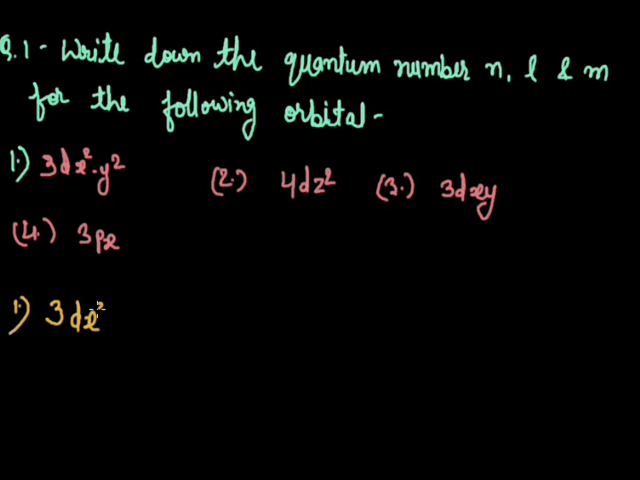 Q.1 - Write down the quantum number n, l & m
for the following orbital -
1.) 3dx²-y² (2.) 4dz² (3.) 3dxy
(4.) 3px
1.) 3dx²